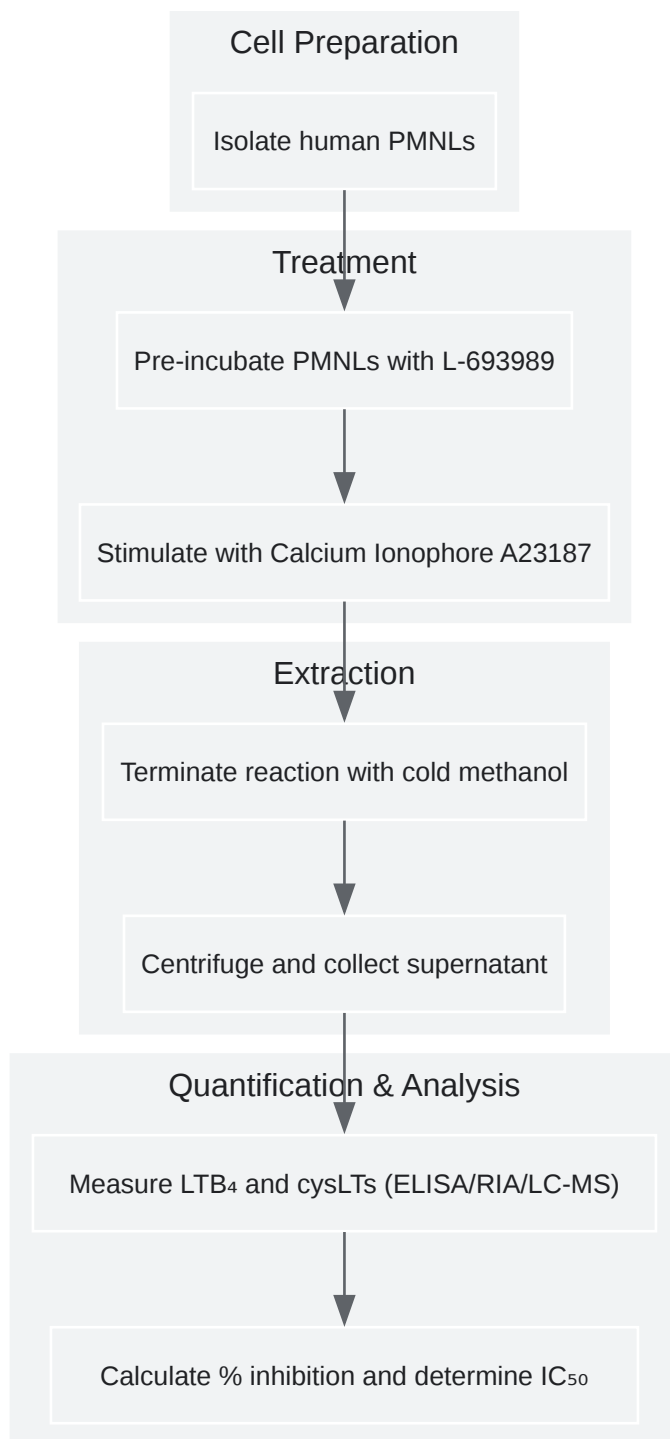 Cell Preparation
Isolate human PMNLs
Treatment
Pre-incubate PMNLs with L-693989
Stimulate with Calcium Ionophore A23187
Extraction
Terminate reaction with cold methanol
Centrifuge and collect supernatant
Quantification & Analysis
Measure LTB₄ and cysLTs (ELISA/RIA/LC-MS)
Calculate % inhibition and determine IC₅₀